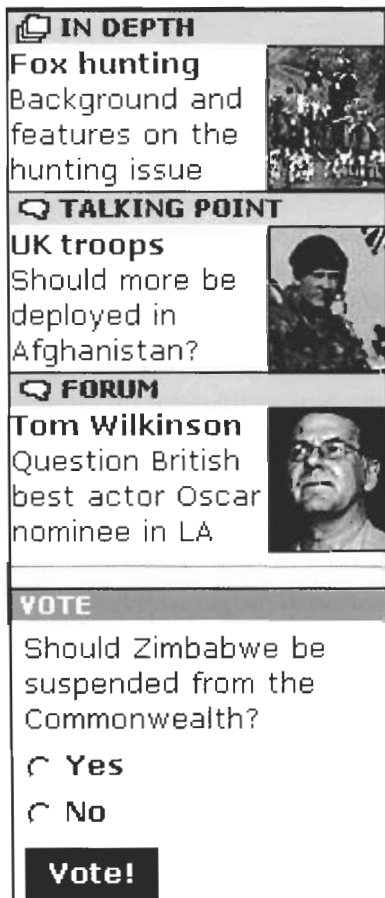 IN DEPTH
Fox hunting
Background and
features on the
hunting issue
TALKING POINT
UK troops
Should more be
deployed in
Afghanistan?
FORUM
Tom Wilkinson
Question British
best actor Oscar
nominee in LA
VOTE
Should Zimbabwe be
suspended from the
Commonwealth?
Yes
No
Vote!